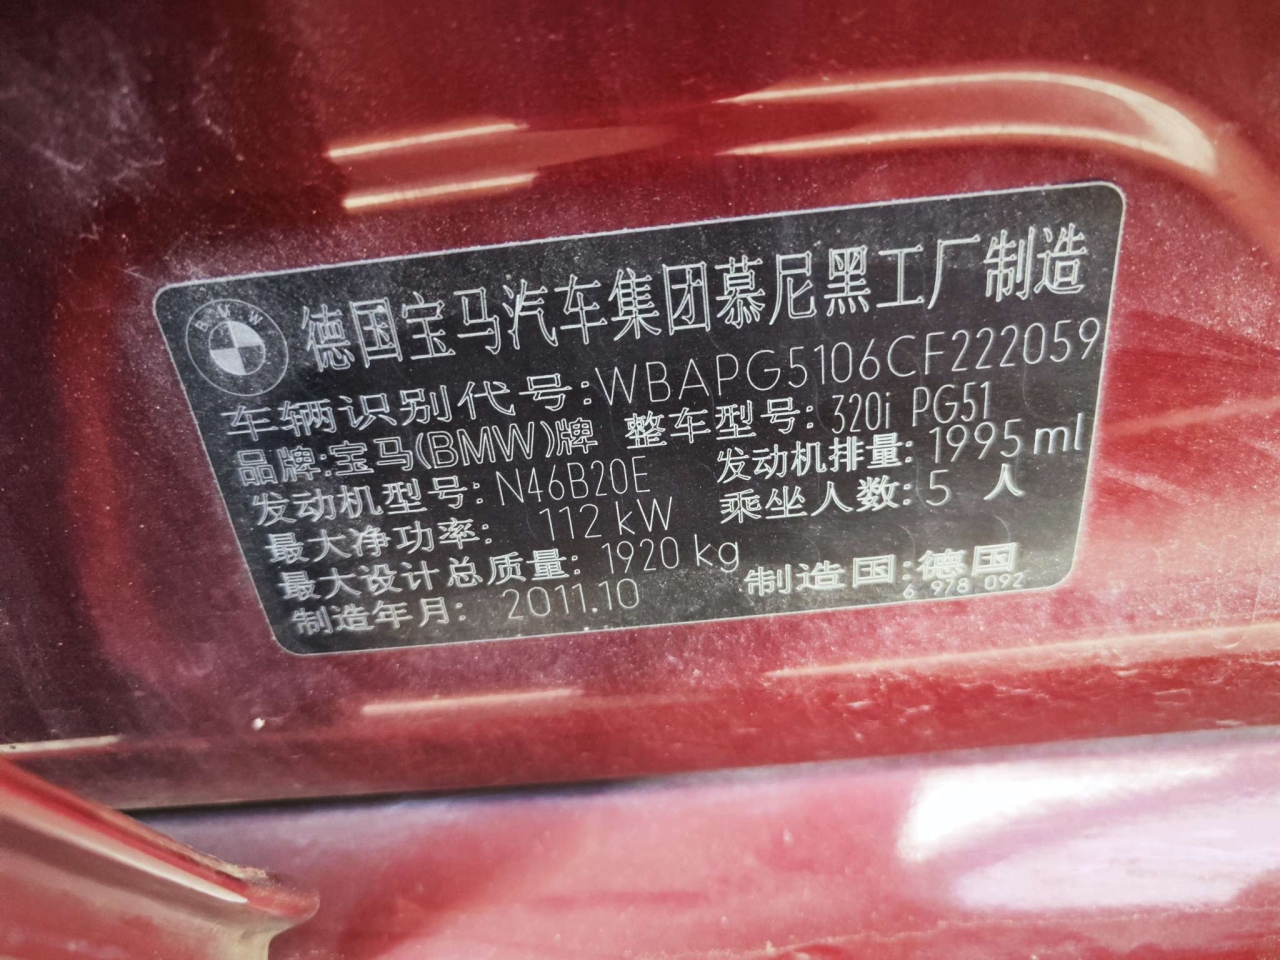 BMW
德国宝马汽车集团慕尼黑工厂制造
车辆识别代号:WBAPG5106CF222059
品牌:宝马(BMW)牌 整车型号:320i PG51
发动机型号:N46B20E 发动机排量:1995ml
最大净功率: 112 kW 乘坐人数:5 人
最大设计总质量: 1920 kg
制造年月: 2011.10 制造国:德国
6 978 092